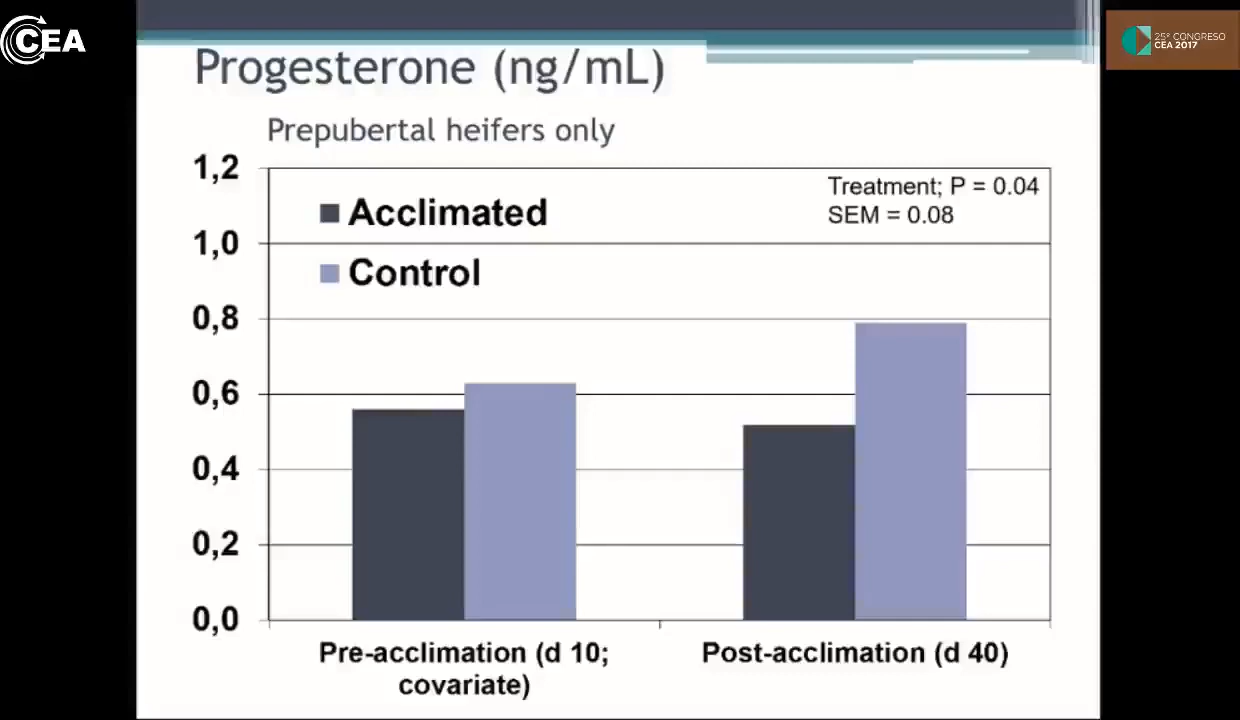 CEA
25º CONGRESO
CEA 2017
Progesterone (ng/mL)
Prepubertal heifers only
1,2
1,0
0,8
0,6
0,4
0,2
0,0
Acclimated
Control
Treatment; P = 0.04
SEM = 0.08
Pre-acclimation (d 10;
covariate)
Post-acclimation (d 40)